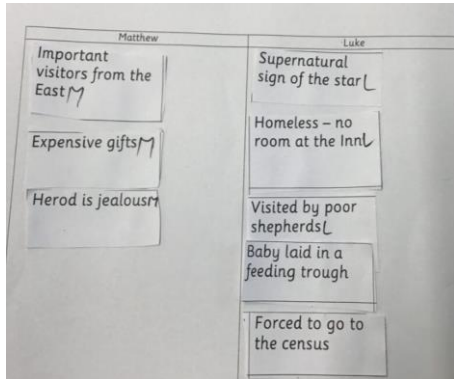 Matthew
Important
visitors from the
East M
Expensive gifts M
Herod is jealous M
Luke
Supernatural
sign of the star L
Homeless – no
room at the Inn L
Visited by poor
shepherds L
Baby laid in a
feeding trough
Forced to go to
the census